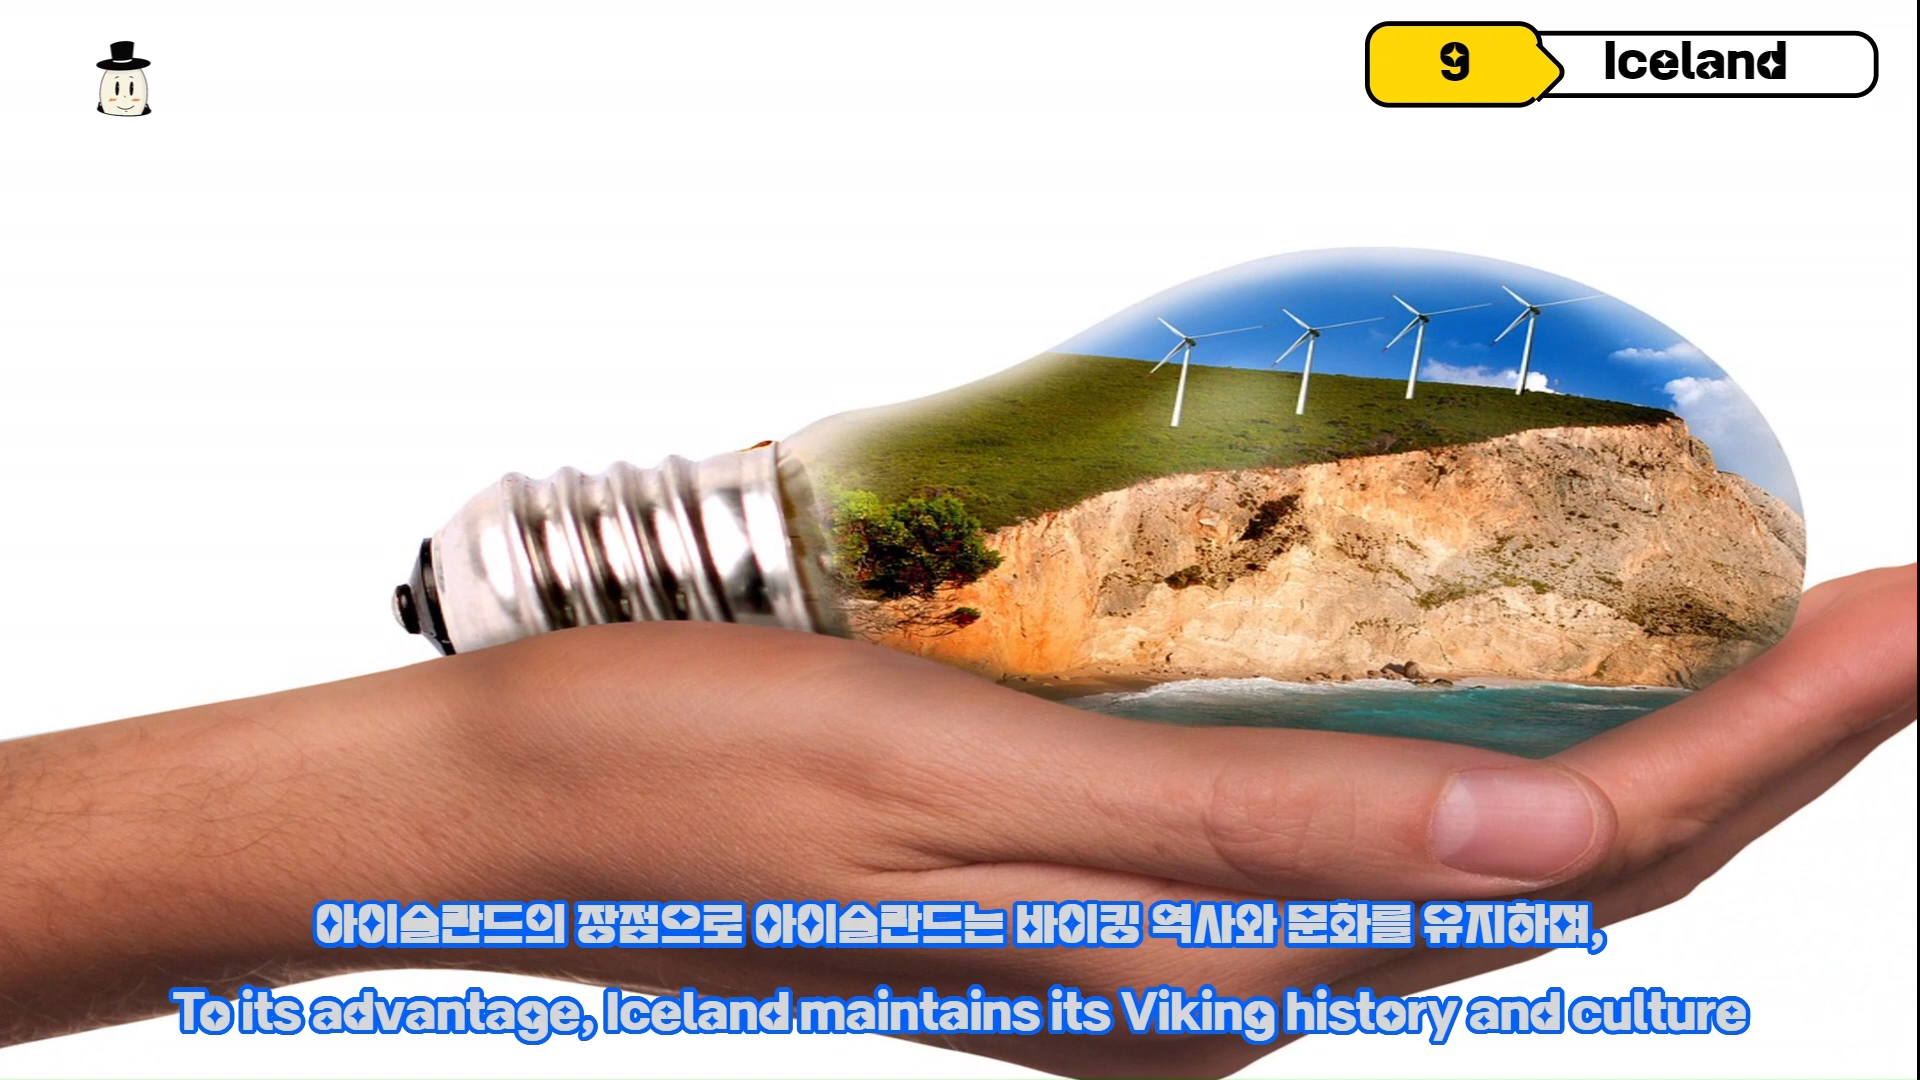 9
Iceland
아이슬란드의 장점으로 아이슬란드는 바이킹 역사와 문화를 유지하며,
To its advantage, Iceland maintains its Viking history and culture